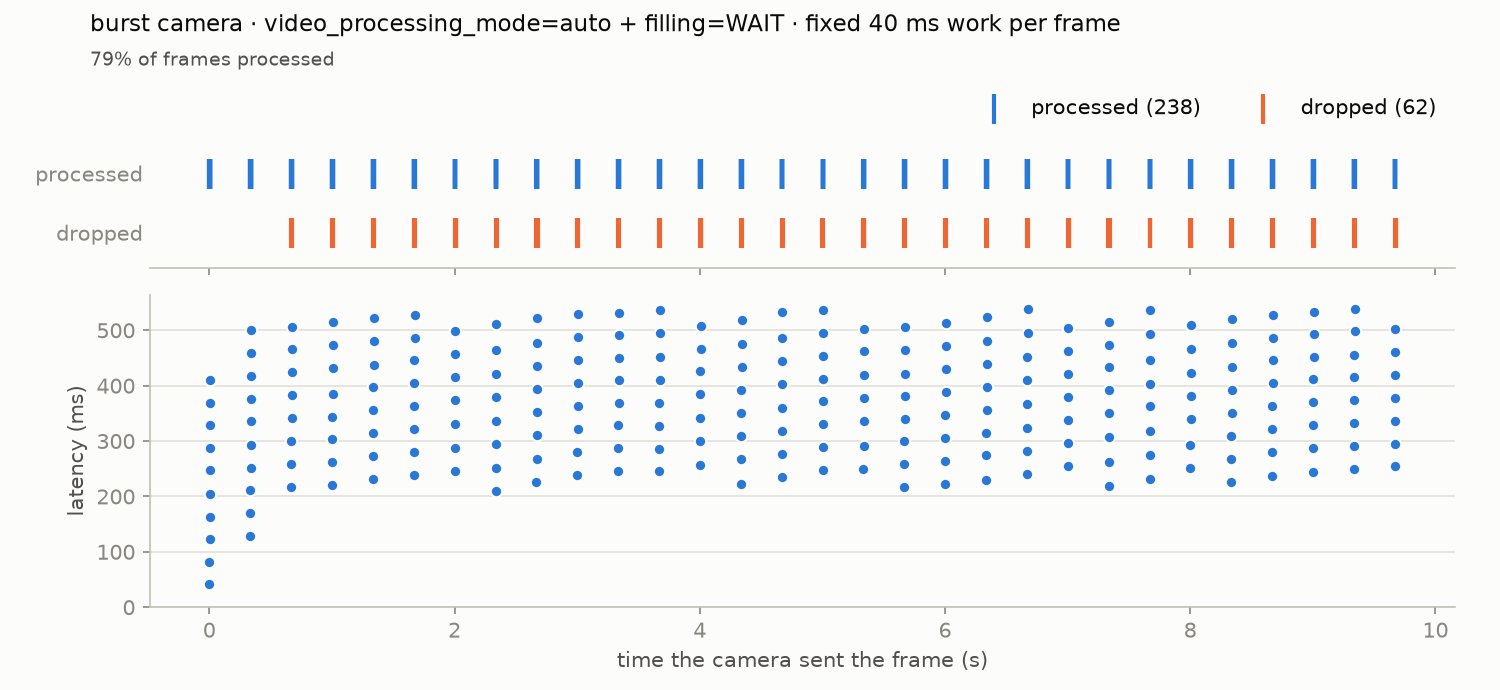 burst camera · video_processing_mode=auto + filling=WAIT · fixed 40 ms work per frame
79% of frames processed
processed (238)
dropped (62)
processed
dropped
500
400
300
200
100
0
latency (ms)
0
2
4
6
8
10
time the camera sent the frame (s)